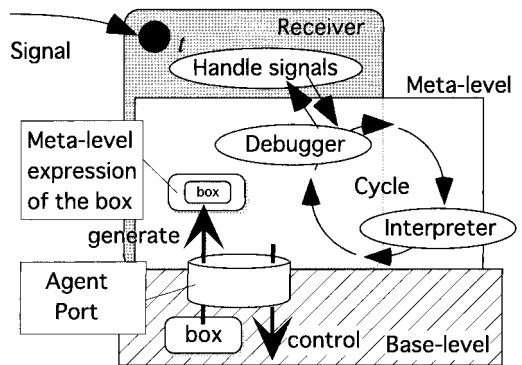 Receiver
Signal
t
Handle signals
Meta-level
Meta-level
expression
of the box
Debugger
box
Cycle
generate
Interpreter
Agent
Port
box
control
Base-level